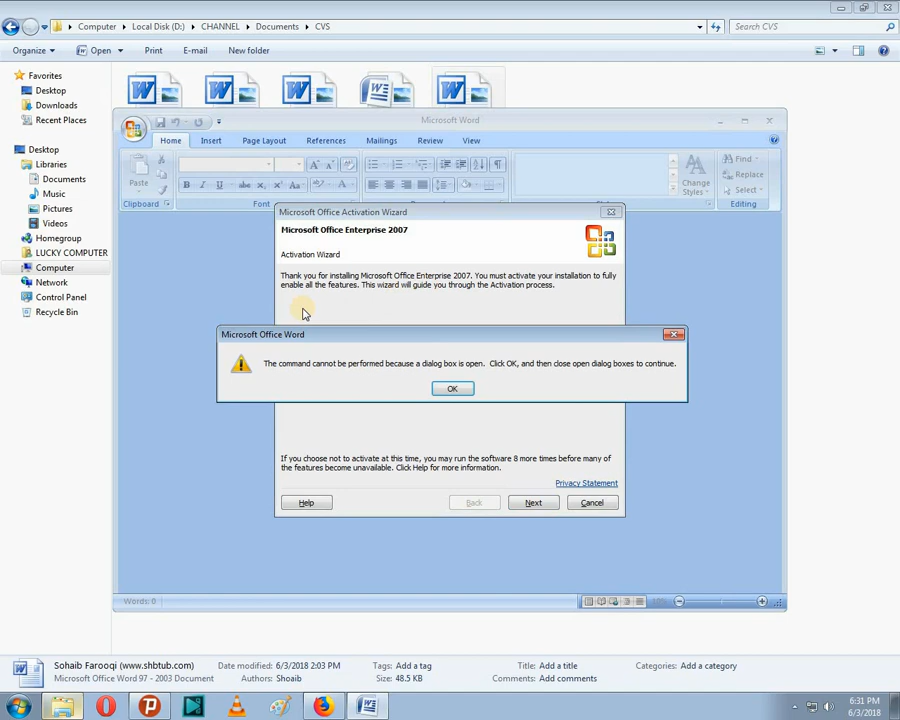 Computer ▸ Local Disk (D:) ▸ CHANNEL ▸ Documents ▸ CVS
Search CVS
Organize Open Print E-mail New folder
Favorites
Desktop
Downloads
Recent Places
Desktop
Libraries
Documents
Music
Pictures
Videos
Homegroup
LUCKY COMPUTER
Computer
Network
Control Panel
Recycle Bin
Microsoft Word
Home Insert Page Layout References Mailings Review View
Paste
B I U abc x₂ x² Aa A
Change Styles
Find
Replace
Select
Clipboard Font Editing
Microsoft Office Activation Wizard
Microsoft Office Enterprise 2007
Activation Wizard
Thank you for installing Microsoft Office Enterprise 2007. You must activate your installation to fully
enable all the features. This wizard will guide you through the Activation process.
Microsoft Office Word
The command cannot be performed because a dialog box is open. Click OK, and then close open dialog boxes to continue.
OK
If you choose not to activate at this time, you may run the software 8 more times before many of
the features become unavailable. Click Help for more information.
Privacy Statement
Help Back Next Cancel
Words: 0
Sohaib Farooqi (www.shbtub.com) Date modified: 6/3/2018 2:03 PM Tags: Add a tag Title: Add a title Categories: Add a category
Microsoft Word 97 - 2003 Document Authors: Shoaib Size: 48.5 KB Comments: Add comments
6:31 PM
6/3/2018